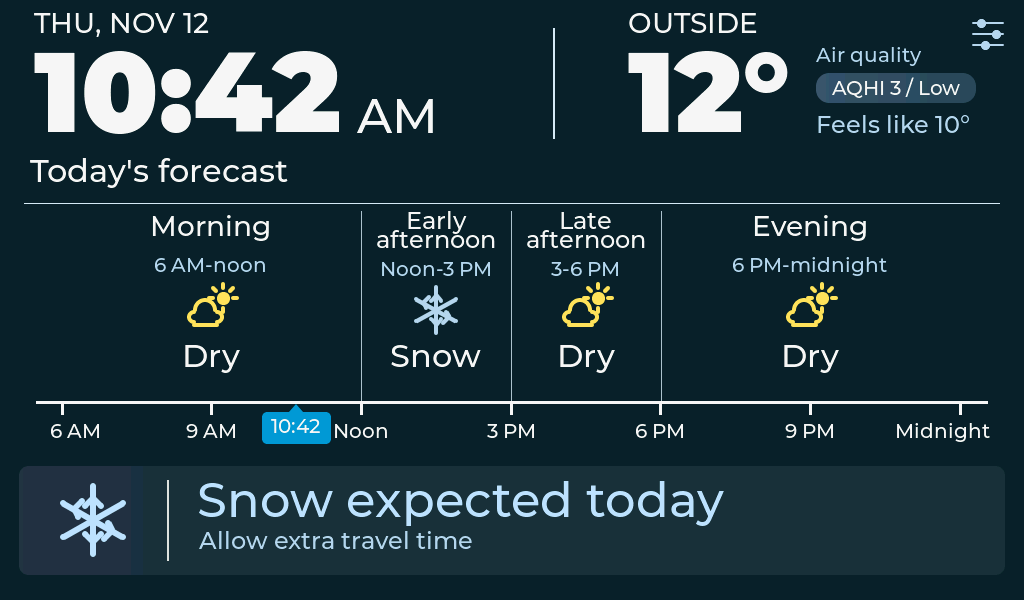 THU, NOV 12
10:42 AM
OUTSIDE
12°
Air quality
AQHI 3 / Low
Feels like 10°
Today's forecast
Morning
6 AM-noon
Dry
Early
afternoon
Noon-3 PM
Snow
Late
afternoon
3-6 PM
Dry
Evening
6 PM-midnight
Dry
6 AM
9 AM
10:42
Noon
3 PM
6 PM
9 PM
Midnight
Snow expected today
Allow extra travel time